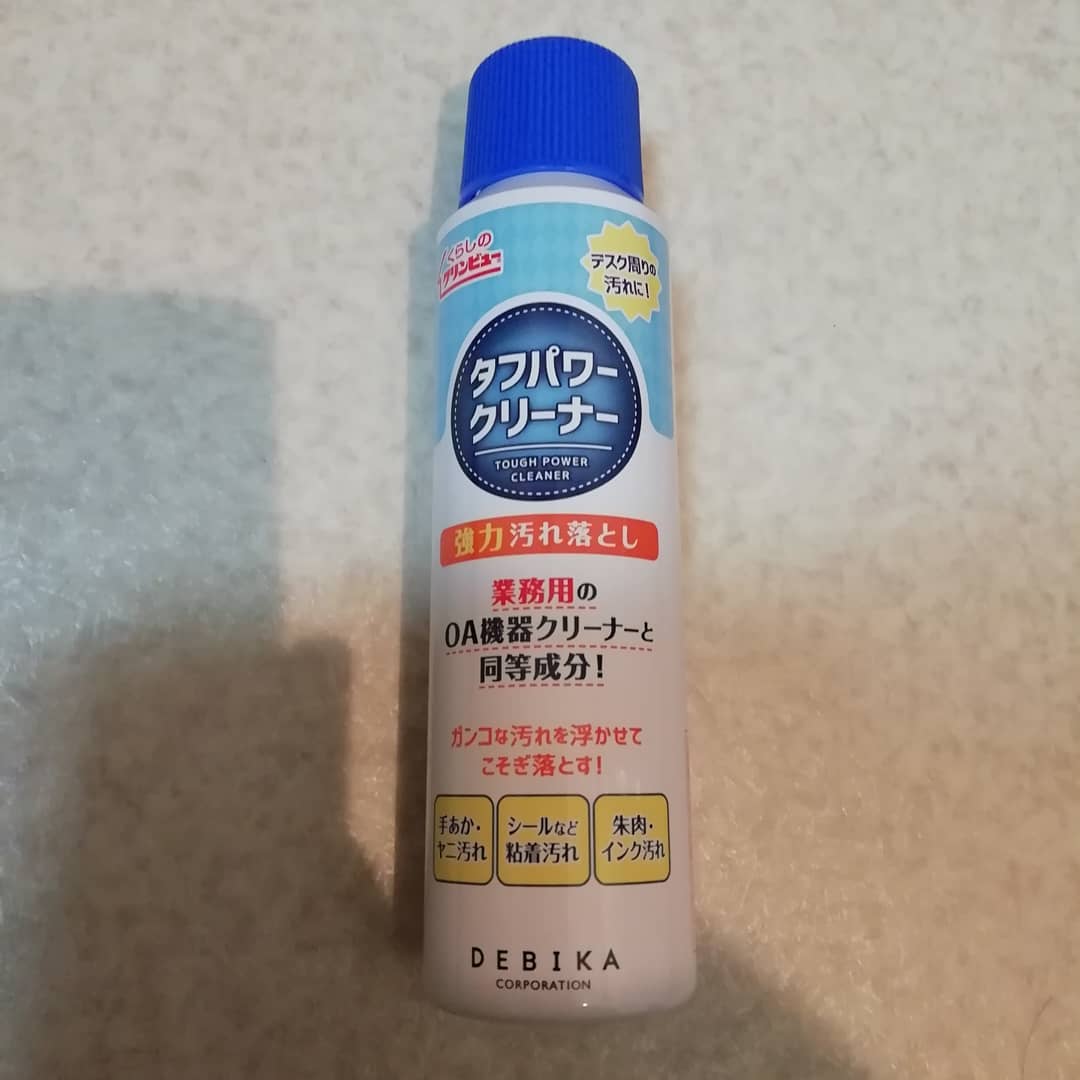 くらしの
クリンビュー
デスク周りの
汚れに!
タフパワー
クリーナー
TOUGH POWER
CLEANER
強力汚れ落とし
業務用の
OA機器クリーナーと
同等成分!
ガンコな汚れを浮かせて
こそぎ落とす!
手あか・
ヤニ汚れ
シールなど
粘着汚れ
朱肉・
インク汚れ
DEBIKA
CORPORATION